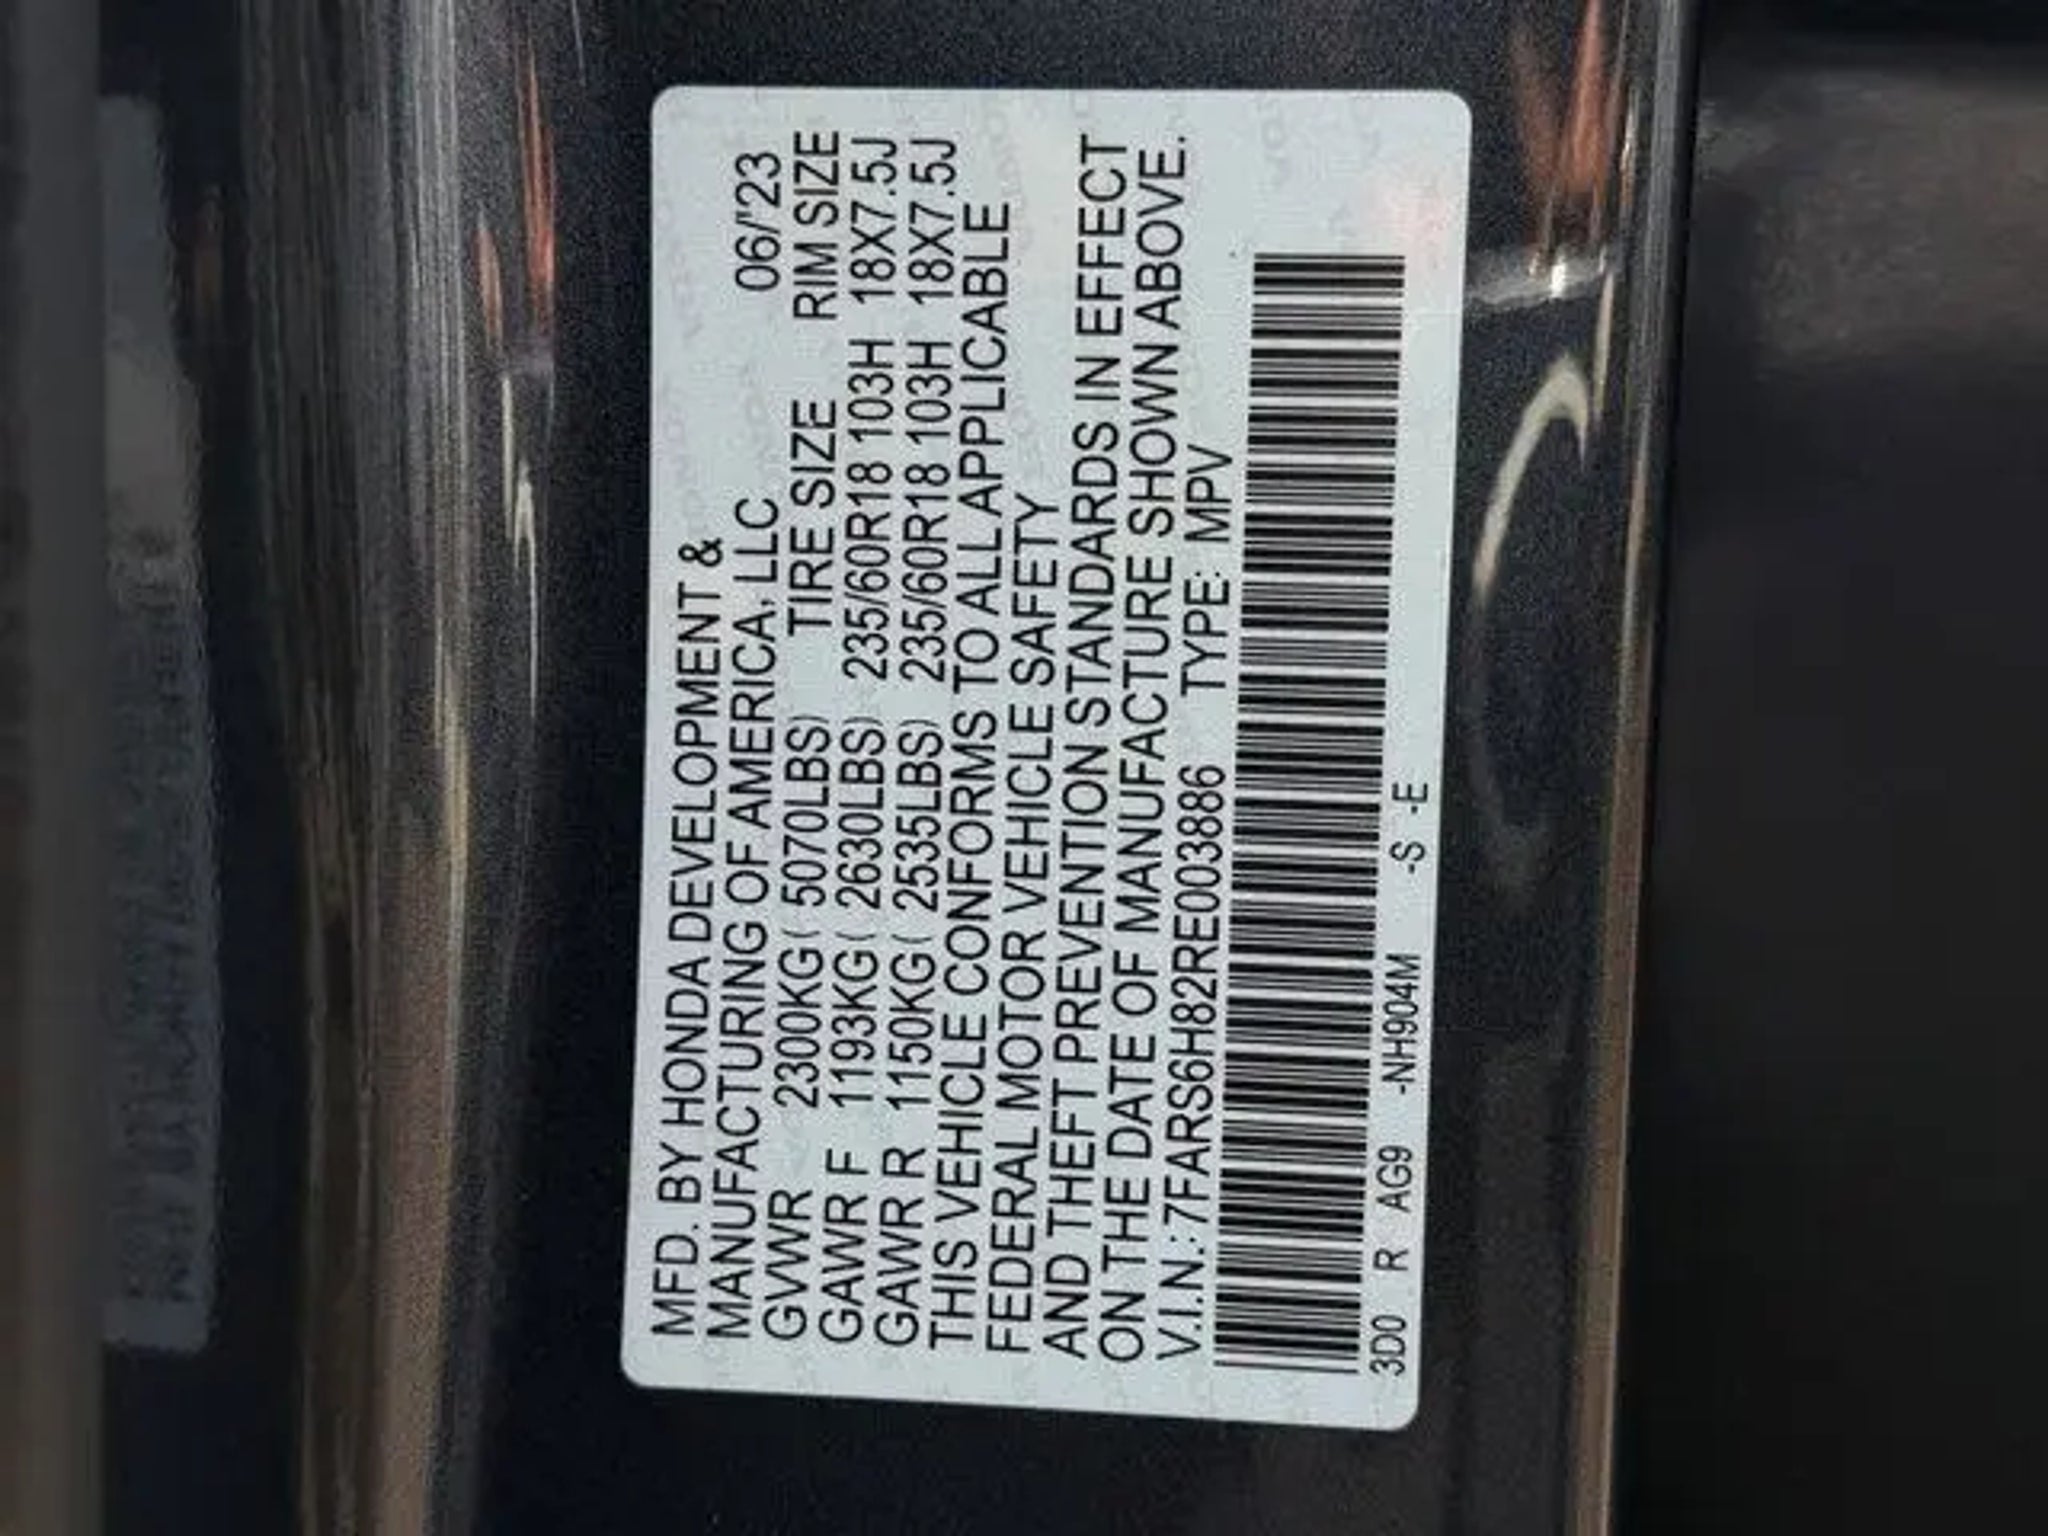 MFD. BY HONDA DEVELOPMENT &
MANUFACTURING OF AMERICA, LLC 06/'23
GVWR 2300KG( 5070LBS) TIRE SIZE RIM SIZE
GAWR F 1193KG( 2630LBS) 235/60R18 103H 18X7.5J
GAWR R 1150KG( 2535LBS) 235/60R18 103H 18X7.5J
THIS VEHICLE CONFORMS TO ALL APPLICABLE
FEDERAL MOTOR VEHICLE SAFETY
AND THEFT PREVENTION STANDARDS IN EFFECT
ON THE DATE OF MANUFACTURE SHOWN ABOVE.
V.I.N.: 7FARS6H82RE003886 TYPE: MPV
3D0 R AG9 -NH904M -S -E